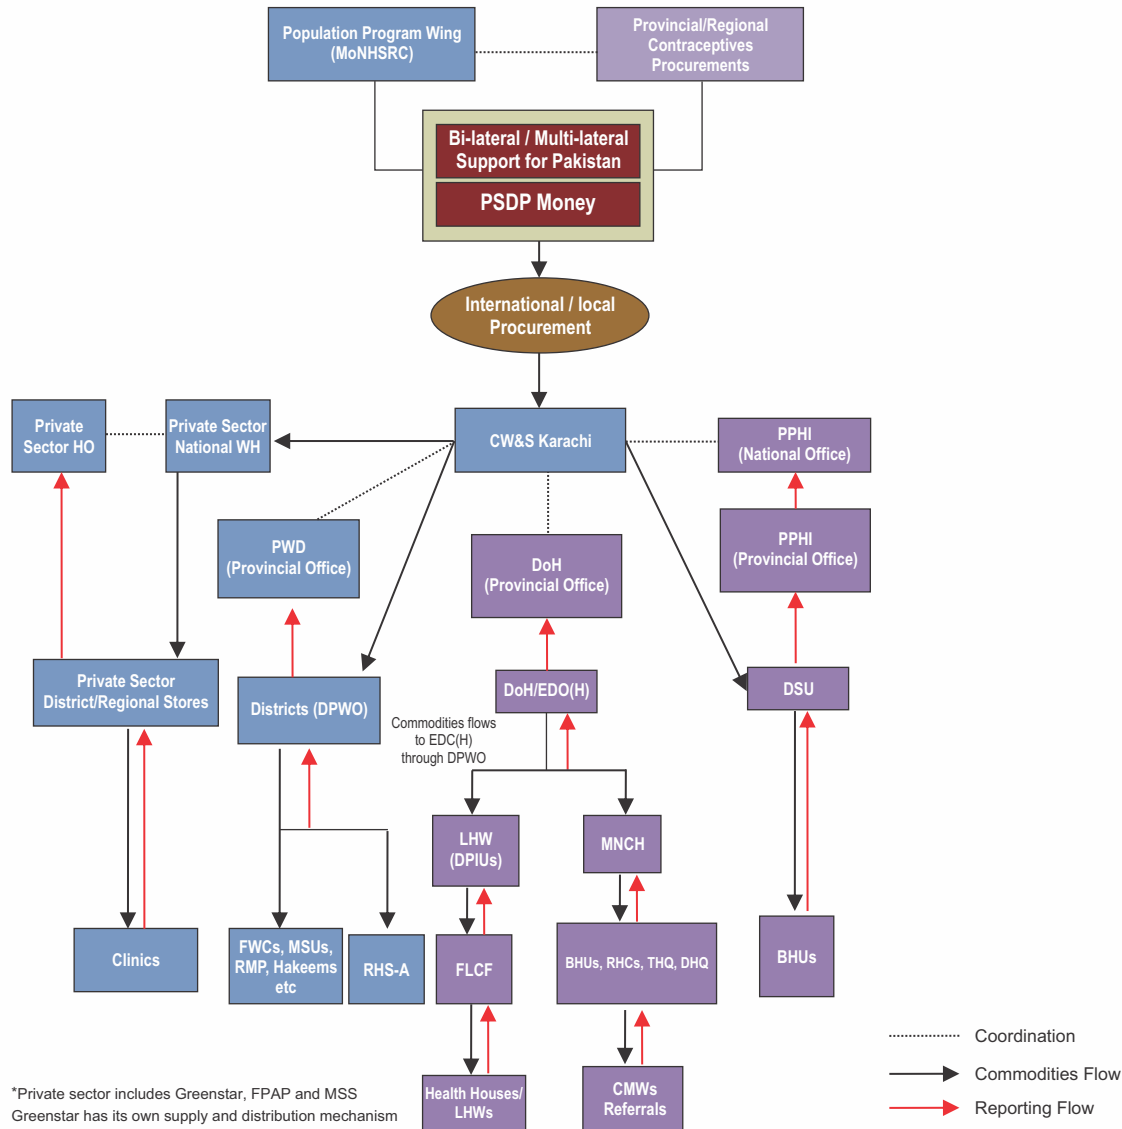 Population Program Wing
(MoNHSRC)
Provincial/Regional
Contraceptives
Procurements
Bi-lateral / Multi-lateral
Support for Pakistan
PSDP Money
International / local
Procurement
Private
Sector HO
Private Sector
National WH
CW&S Karachi
PPHI
(National Office)
PWD
(Provincial Office)
DoH
(Provincial Office)
PPHI
(Provincial Office)
Private Sector
District/Regional Stores
Districts (DPWO)
DoH/EDO(H)
DSU
Commodities flows
to EDC(H)
through DPWO
LHW
(DPIUs)
MNCH
Clinics
FWCs, MSUs,
RMP, Hakeems
etc
RHS-A
FLCF
BHUs, RHCs, THQ, DHQ
BHUs
Health Houses/
LHWs
CMWs
Referrals
Coordination
Commodities Flow
Reporting Flow
*Private sector includes Greenstar, FPAP and MSS
Greenstar has its own supply and distribution mechanism